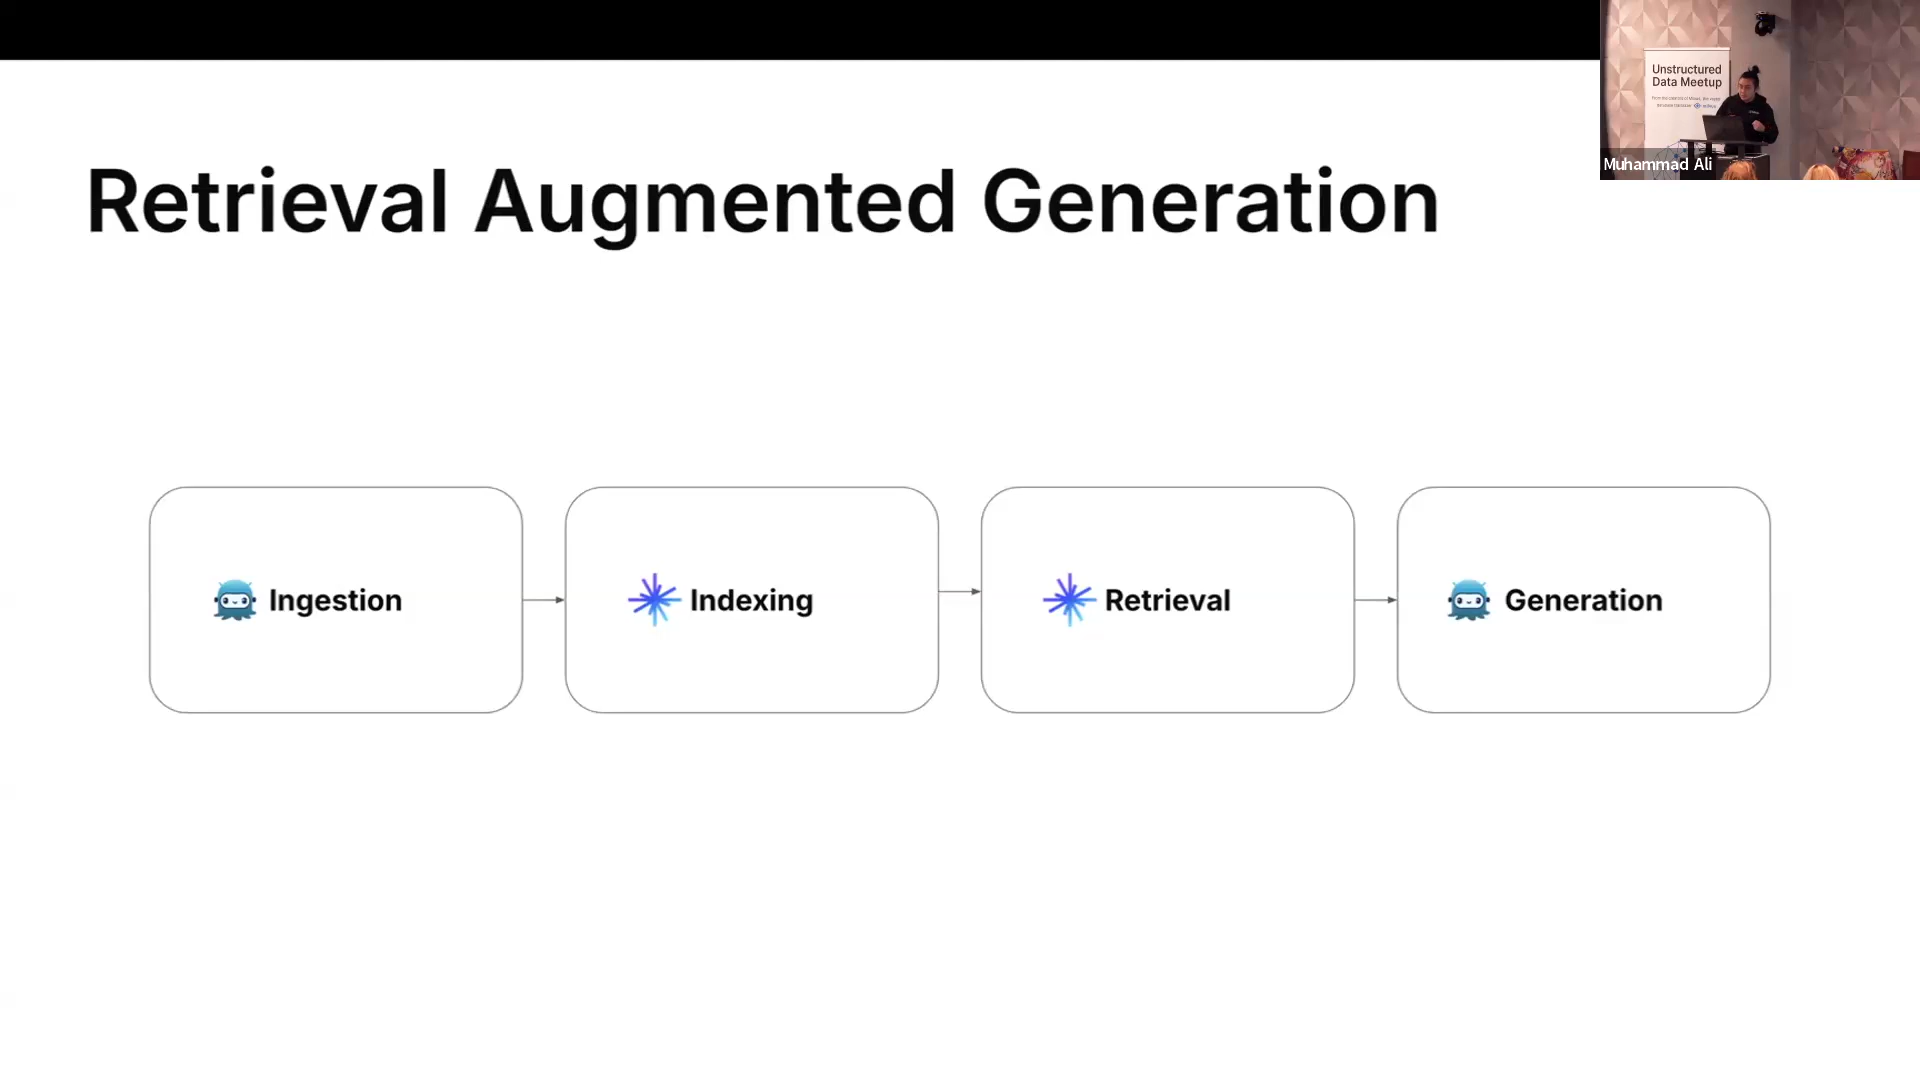 Retrieval Augmented Generation
Ingestion
Indexing
Retrieval
Generation
Unstructured
Data Meetup
Muhammad Ali